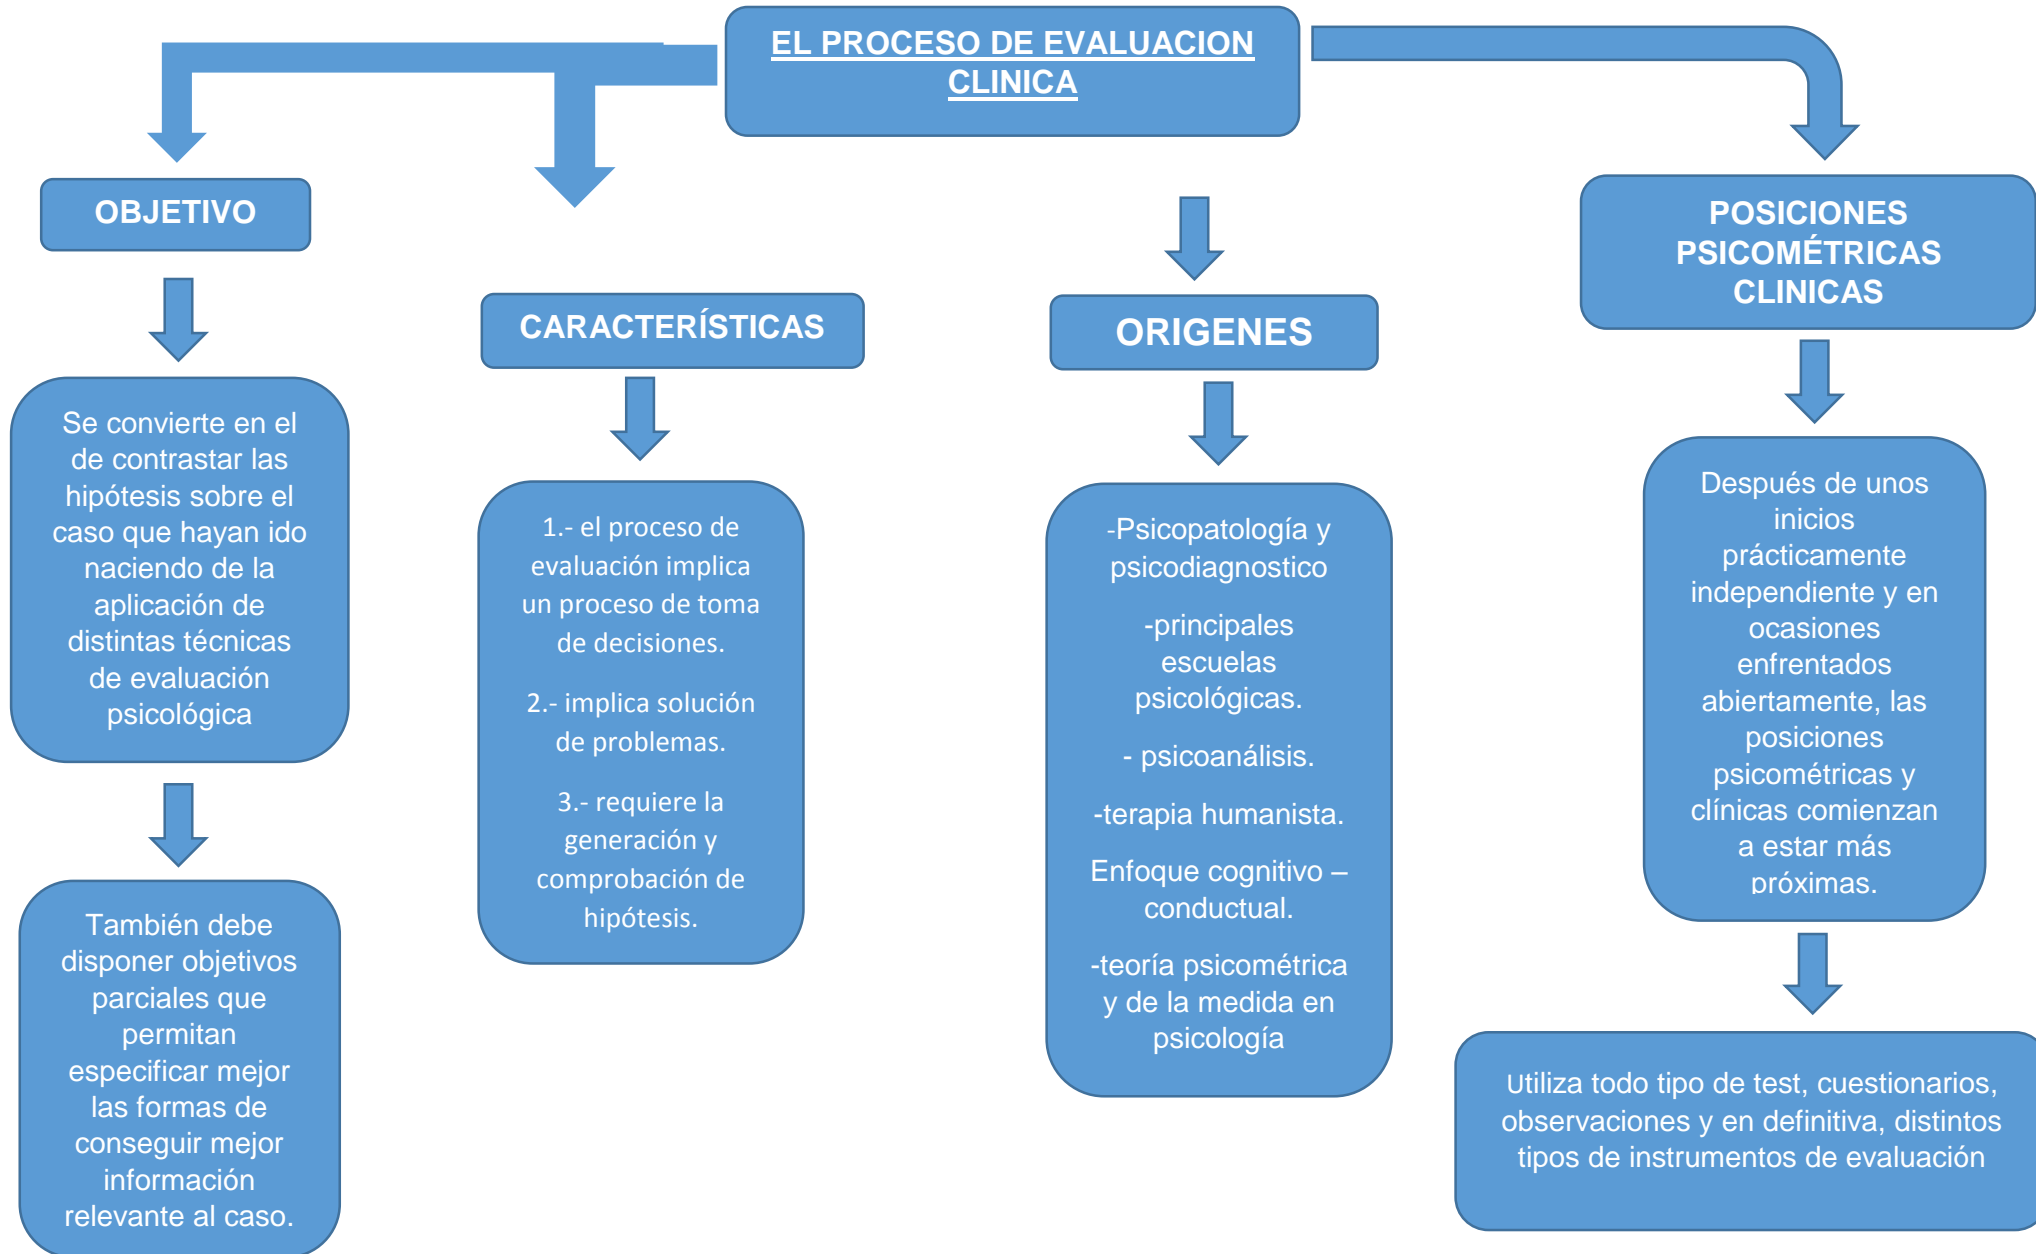 EL PROCESO DE EVALUACION
CLINICA
OBJETIVO
Se convierte en el
de contrastar las
hipótesis sobre el
caso que hayan ido
naciendo de la
aplicación de
distintas técnicas
de evaluación
psicológica
También debe
disponer objetivos
parciales que
permitan
especificar mejor
las formas de
conseguir mejor
información
relevante al caso.
CARACTERÍSTICAS
1.- el proceso de
evaluación implica
un proceso de toma
de decisiones.
2.- implica solución
de problemas.
3.- requiere la
generación y
comprobación de
hipótesis.
ORIGENES
-Psicopatología y
psicodiagnostico
-principales
escuelas
psicológicas.
- psicoanálisis.
-terapia humanista.
Enfoque cognitivo –
conductual.
-teoría psicométrica
y de la medida en
psicología
POSICIONES
PSICOMÉTRICAS
CLINICAS
Después de unos
inicios
prácticamente
independiente y en
ocasiones
enfrentados
abiertamente, las
posiciones
psicométricas y
clínicas comienzan
a estar más
próximas.
Utiliza todo tipo de test, cuestionarios,
observaciones y en definitiva, distintos
tipos de instrumentos de evaluación